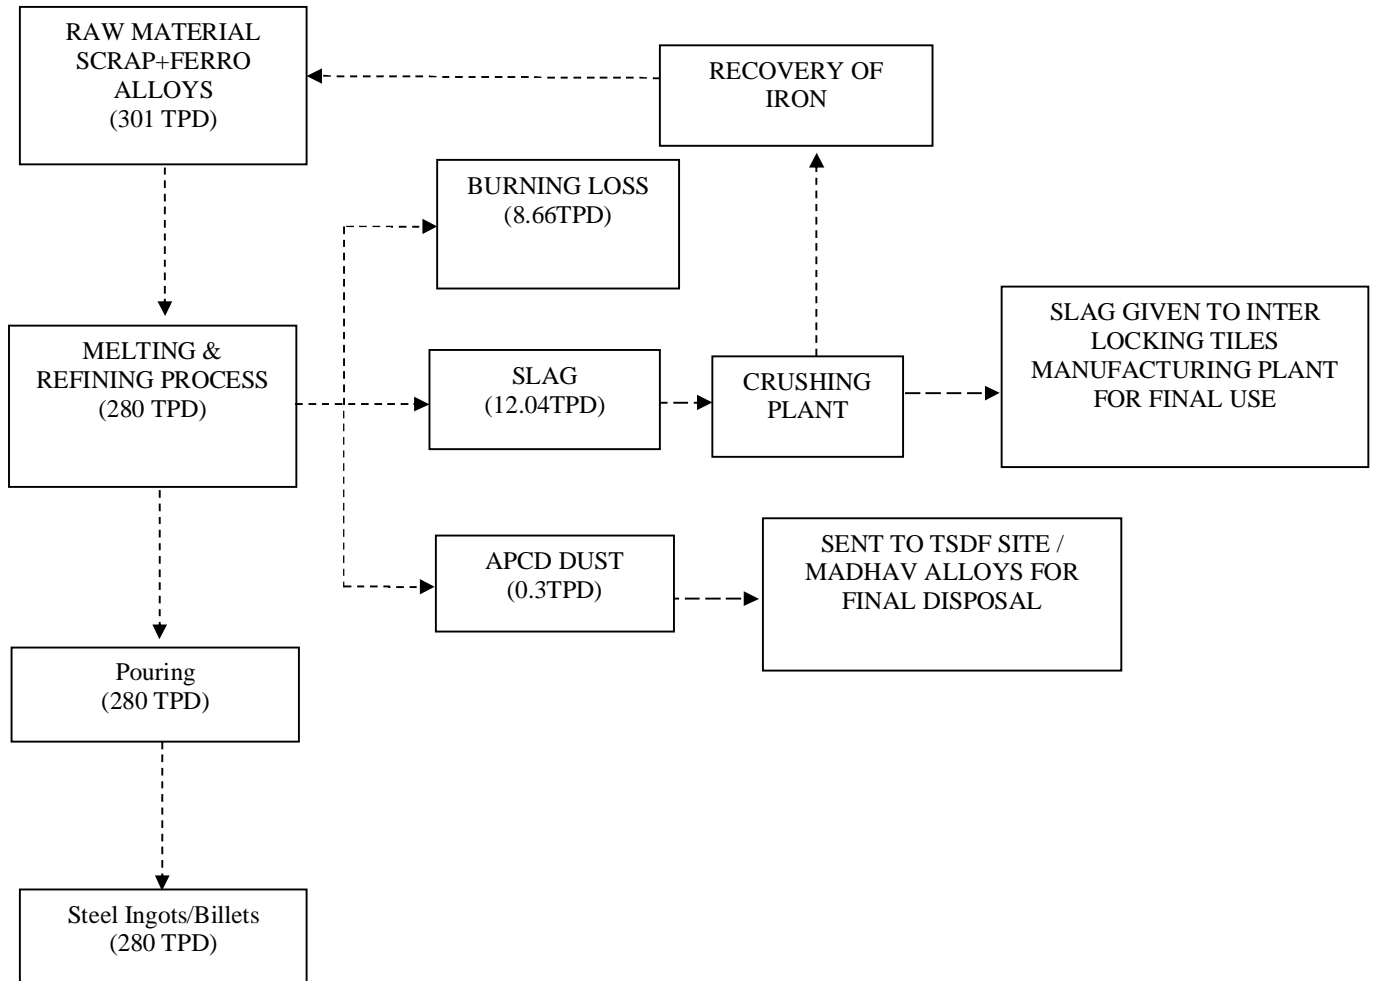 RAW MATERIAL
SCRAP+FERRO
ALLOYS
(301 TPD)
RECOVERY OF
IRON
BURNING LOSS
(8.66TPD)
MELTING &
REFINING PROCESS
(280 TPD)
SLAG
(12.04TPD)
CRUSHING
PLANT
SLAG GIVEN TO INTER
LOCKING TILES
MANUFACTURING PLANT
FOR FINAL USE
APCD DUST
(0.3TPD)
SENT TO TSDF SITE /
MADHAV ALLOYS FOR
FINAL DISPOSAL
Pouring
(280 TPD)
Steel Ingots/Billets
(280 TPD)